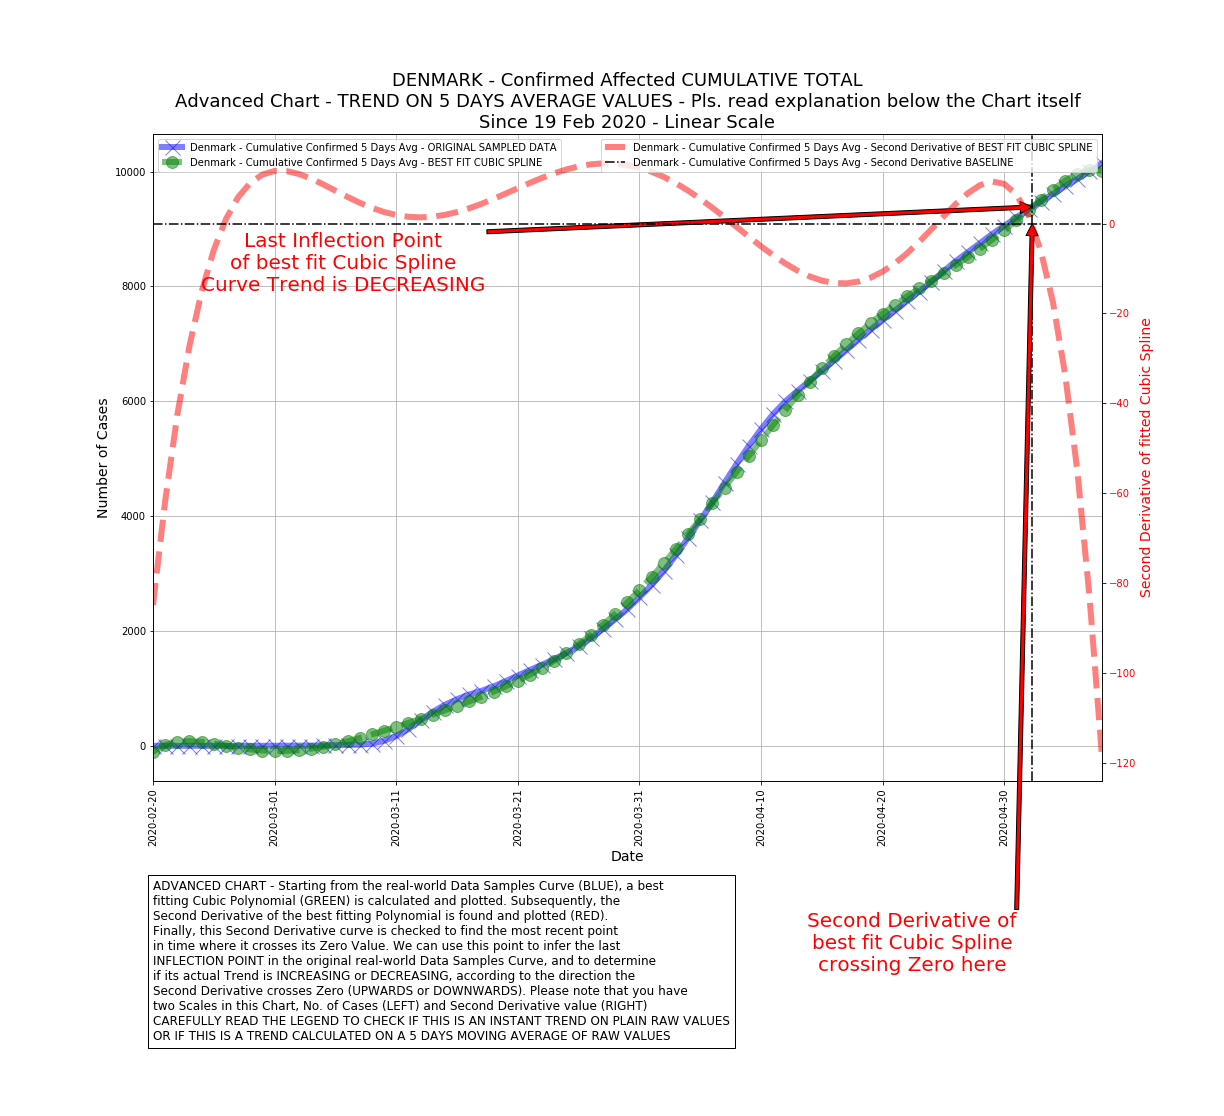 DENMARK - Confirmed Affected CUMULATIVE TOTAL
Advanced Chart - TREND ON 5 DAYS AVERAGE VALUES - Pls. read explanation below the Chart itself
Since 19 Feb 2020 - Linear Scale
Denmark - Cumulative Confirmed 5 Days Avg - ORIGINAL SAMPLED DATA
Denmark - Cumulative Confirmed 5 Days Avg - BEST FIT CUBIC SPLINE
Denmark - Cumulative Confirmed 5 Days Avg - Second Derivative of BEST FIT CUBIC SPLINE
Denmark - Cumulative Confirmed 5 Days Avg - Second Derivative BASELINE
Last Inflection Point
of best fit Cubic Spline
Curve Trend is DECREASING
Number of Cases
10000
8000
6000
4000
2000
0
0
−20
−40
−60
−80
−100
−120
Second Derivative of fitted Cubic Spline
2020-02-20
2020-03-01
2020-03-11
2020-03-21
2020-03-31
2020-04-10
2020-04-20
2020-04-30
Date
Second Derivative of
best fit Cubic Spline
crossing Zero here
ADVANCED CHART - Starting from the real-world Data Samples Curve (BLUE), a best
fitting Cubic Polynomial (GREEN) is calculated and plotted. Subsequently, the
Second Derivative of the best fitting Polynomial is found and plotted (RED).
Finally, this Second Derivative curve is checked to find the most recent point
in time where it crosses its Zero Value. We can use this point to infer the last
INFLECTION POINT in the original real-world Data Samples Curve, and to determine
if its actual Trend is INCREASING or DECREASING, according to the direction the
Second Derivative crosses Zero (UPWARDS or DOWNWARDS). Please note that you have
two Scales in this Chart, No. of Cases (LEFT) and Second Derivative value (RIGHT)
CAREFULLY READ THE LEGEND TO CHECK IF THIS IS AN INSTANT TREND ON PLAIN RAW VALUES
OR IF THIS IS A TREND CALCULATED ON A 5 DAYS MOVING AVERAGE OF RAW VALUES